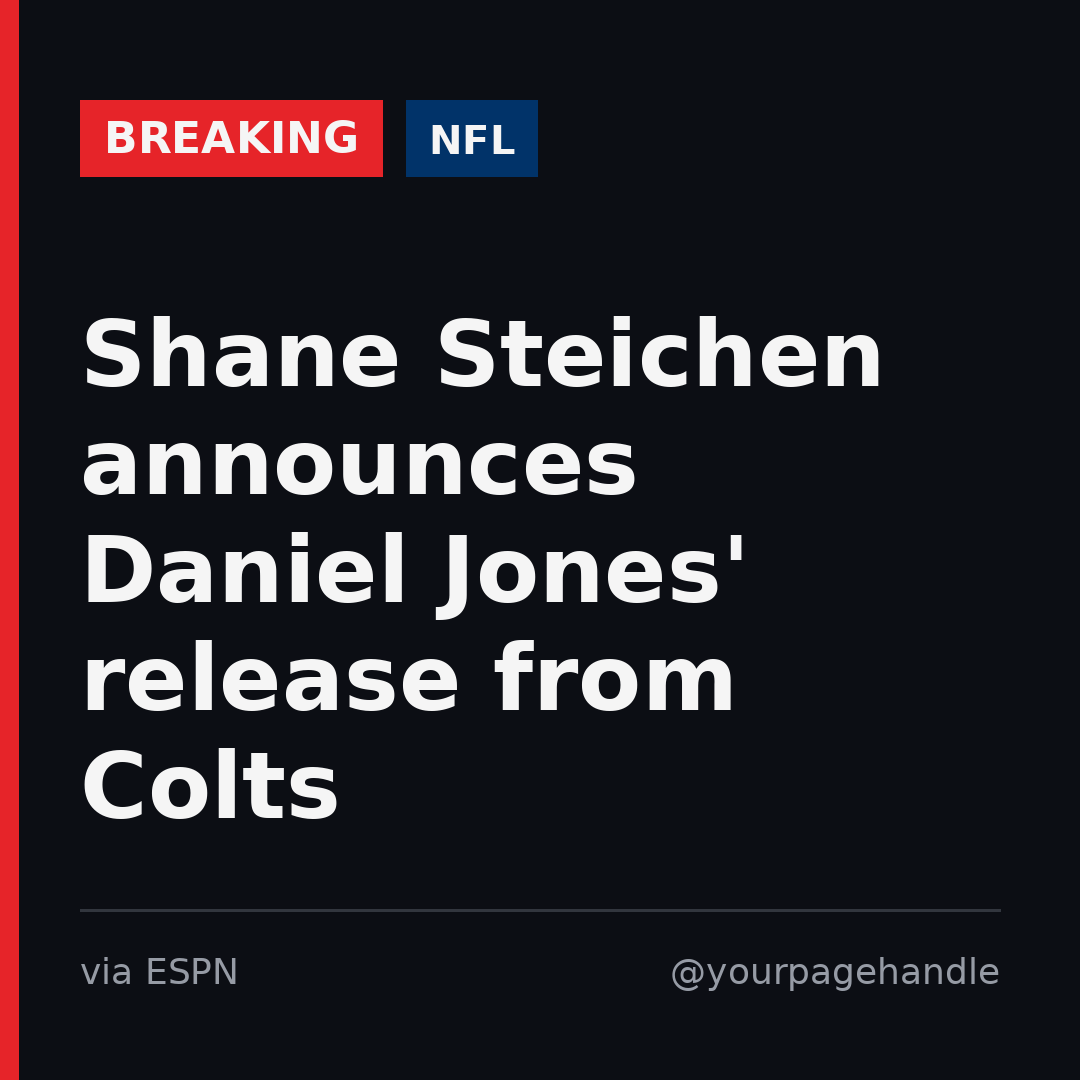 BREAKING NFL
Shane Steichen
announces
Daniel Jones'
release from
Colts
via ESPN @yourpagehandle